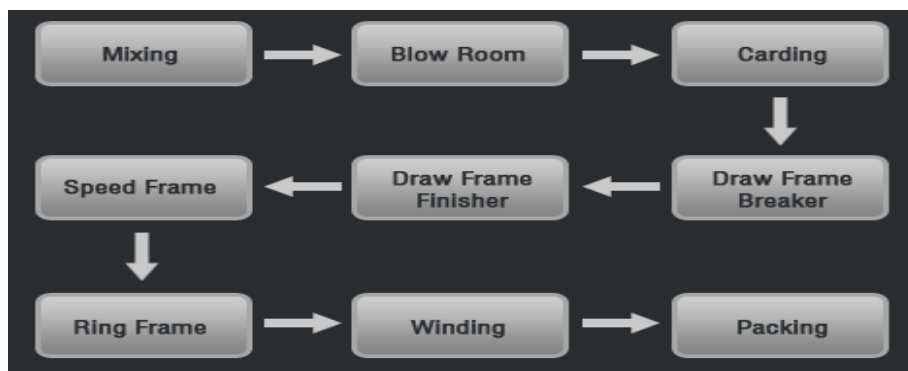 Mixing
Blow Room
Carding
Draw Frame
Breaker
Draw Frame
Finisher
Speed Frame
Ring Frame
Winding
Packing